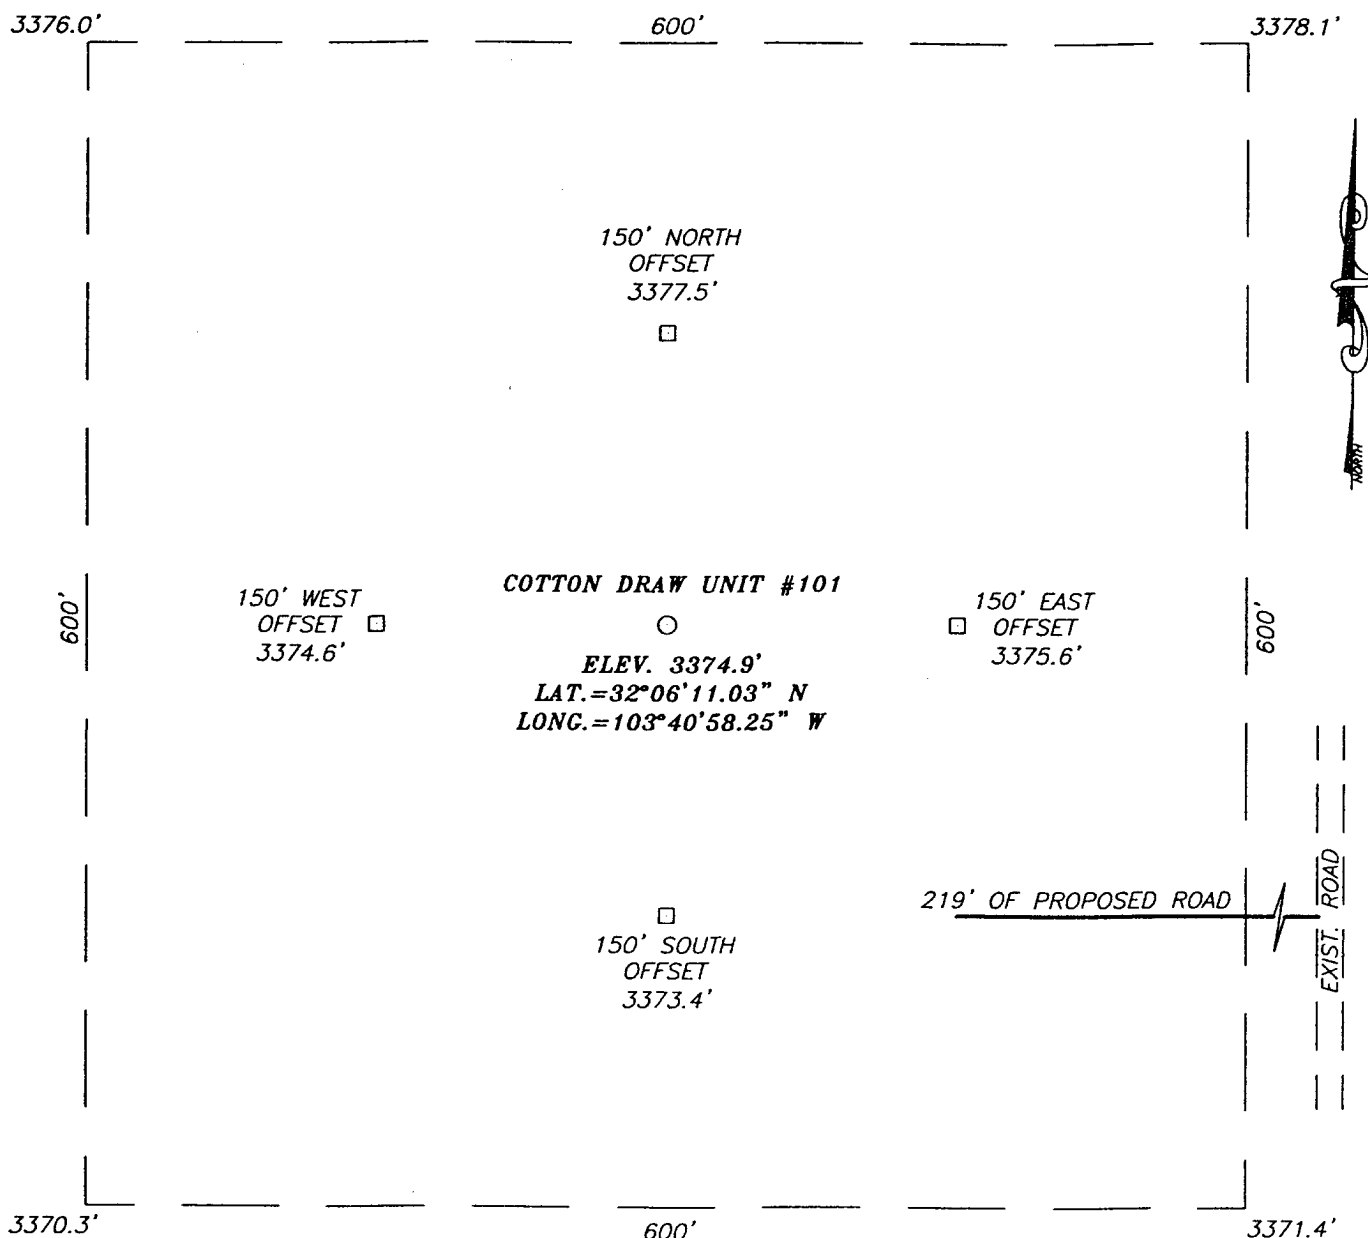 3376.0'
600'
3378.1'
150' NORTH
OFFSET
3377.5'
NORTH
600'
150' WEST
OFFSET
3374.6'
COTTON DRAW UNIT #101
ELEV. 3374.9'
LAT.=32°06'11.03" N
LONG.=103°40'58.25" W
150' EAST
OFFSET
3375.6'
600'
219' OF PROPOSED ROAD
EXIST. ROAD
150' SOUTH
OFFSET
3373.4'
3370.3'
600'
3371.4'